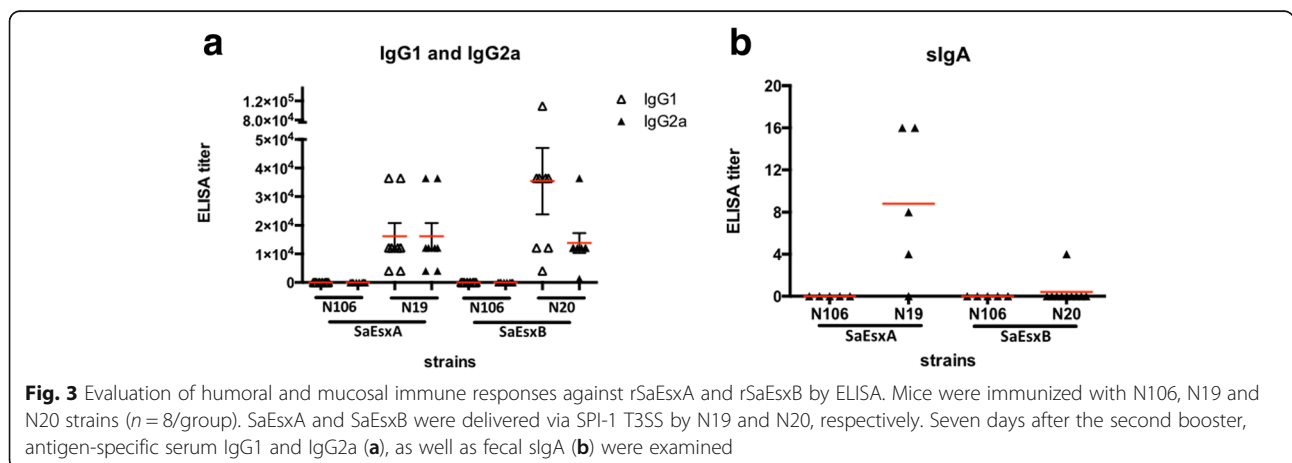 a
IgG1 and IgG2a
1.2×10⁵
8.0×10⁴
5×10⁴
4×10⁴
3×10⁴
2×10⁴
1×10⁴
0
ELISA titer
IgG1
IgG2a
N106 N19 N106 N20
SaEsxA SaEsxB
strains
b
sIgA
20
16
12
8
4
0
ELISA titer
N106 N19 N106 N20
SaEsxA SaEsxB
strains
Fig. 3 Evaluation of humoral and mucosal immune responses against rSaEsxA and rSaEsxB by ELISA. Mice were immunized with N106, N19 and
N20 strains (n = 8/group). SaEsxA and SaEsxB were delivered via SPI-1 T3SS by N19 and N20, respectively. Seven days after the second booster,
antigen-specific serum IgG1 and IgG2a (a), as well as fecal sIgA (b) were examined